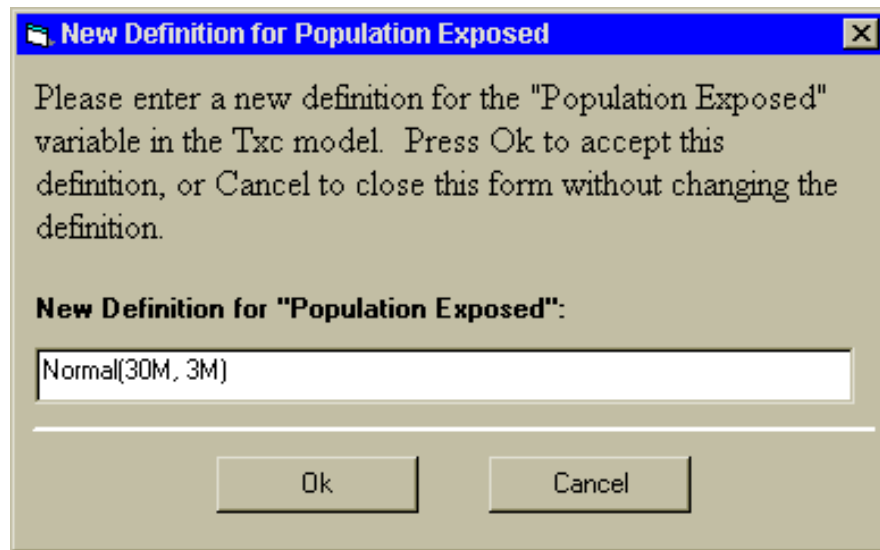 New Definition for Population Exposed
Please enter a new definition for the "Population Exposed"
variable in the Txc model.  Press Ok to accept this
definition, or Cancel to close this form without changing the
definition.
New Definition for "Population Exposed":
Normal(30M, 3M)
Ok
Cancel